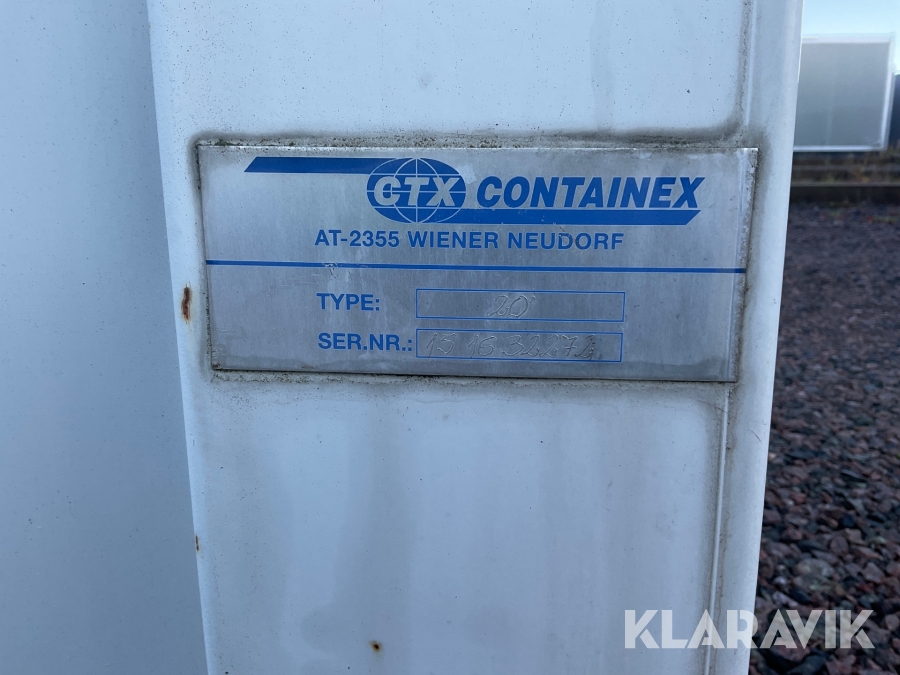 CTX CONTAINEX
AT-2355 WIENER NEUDORF
TYPE: 20'
SER.NR.:
KLARAVIK